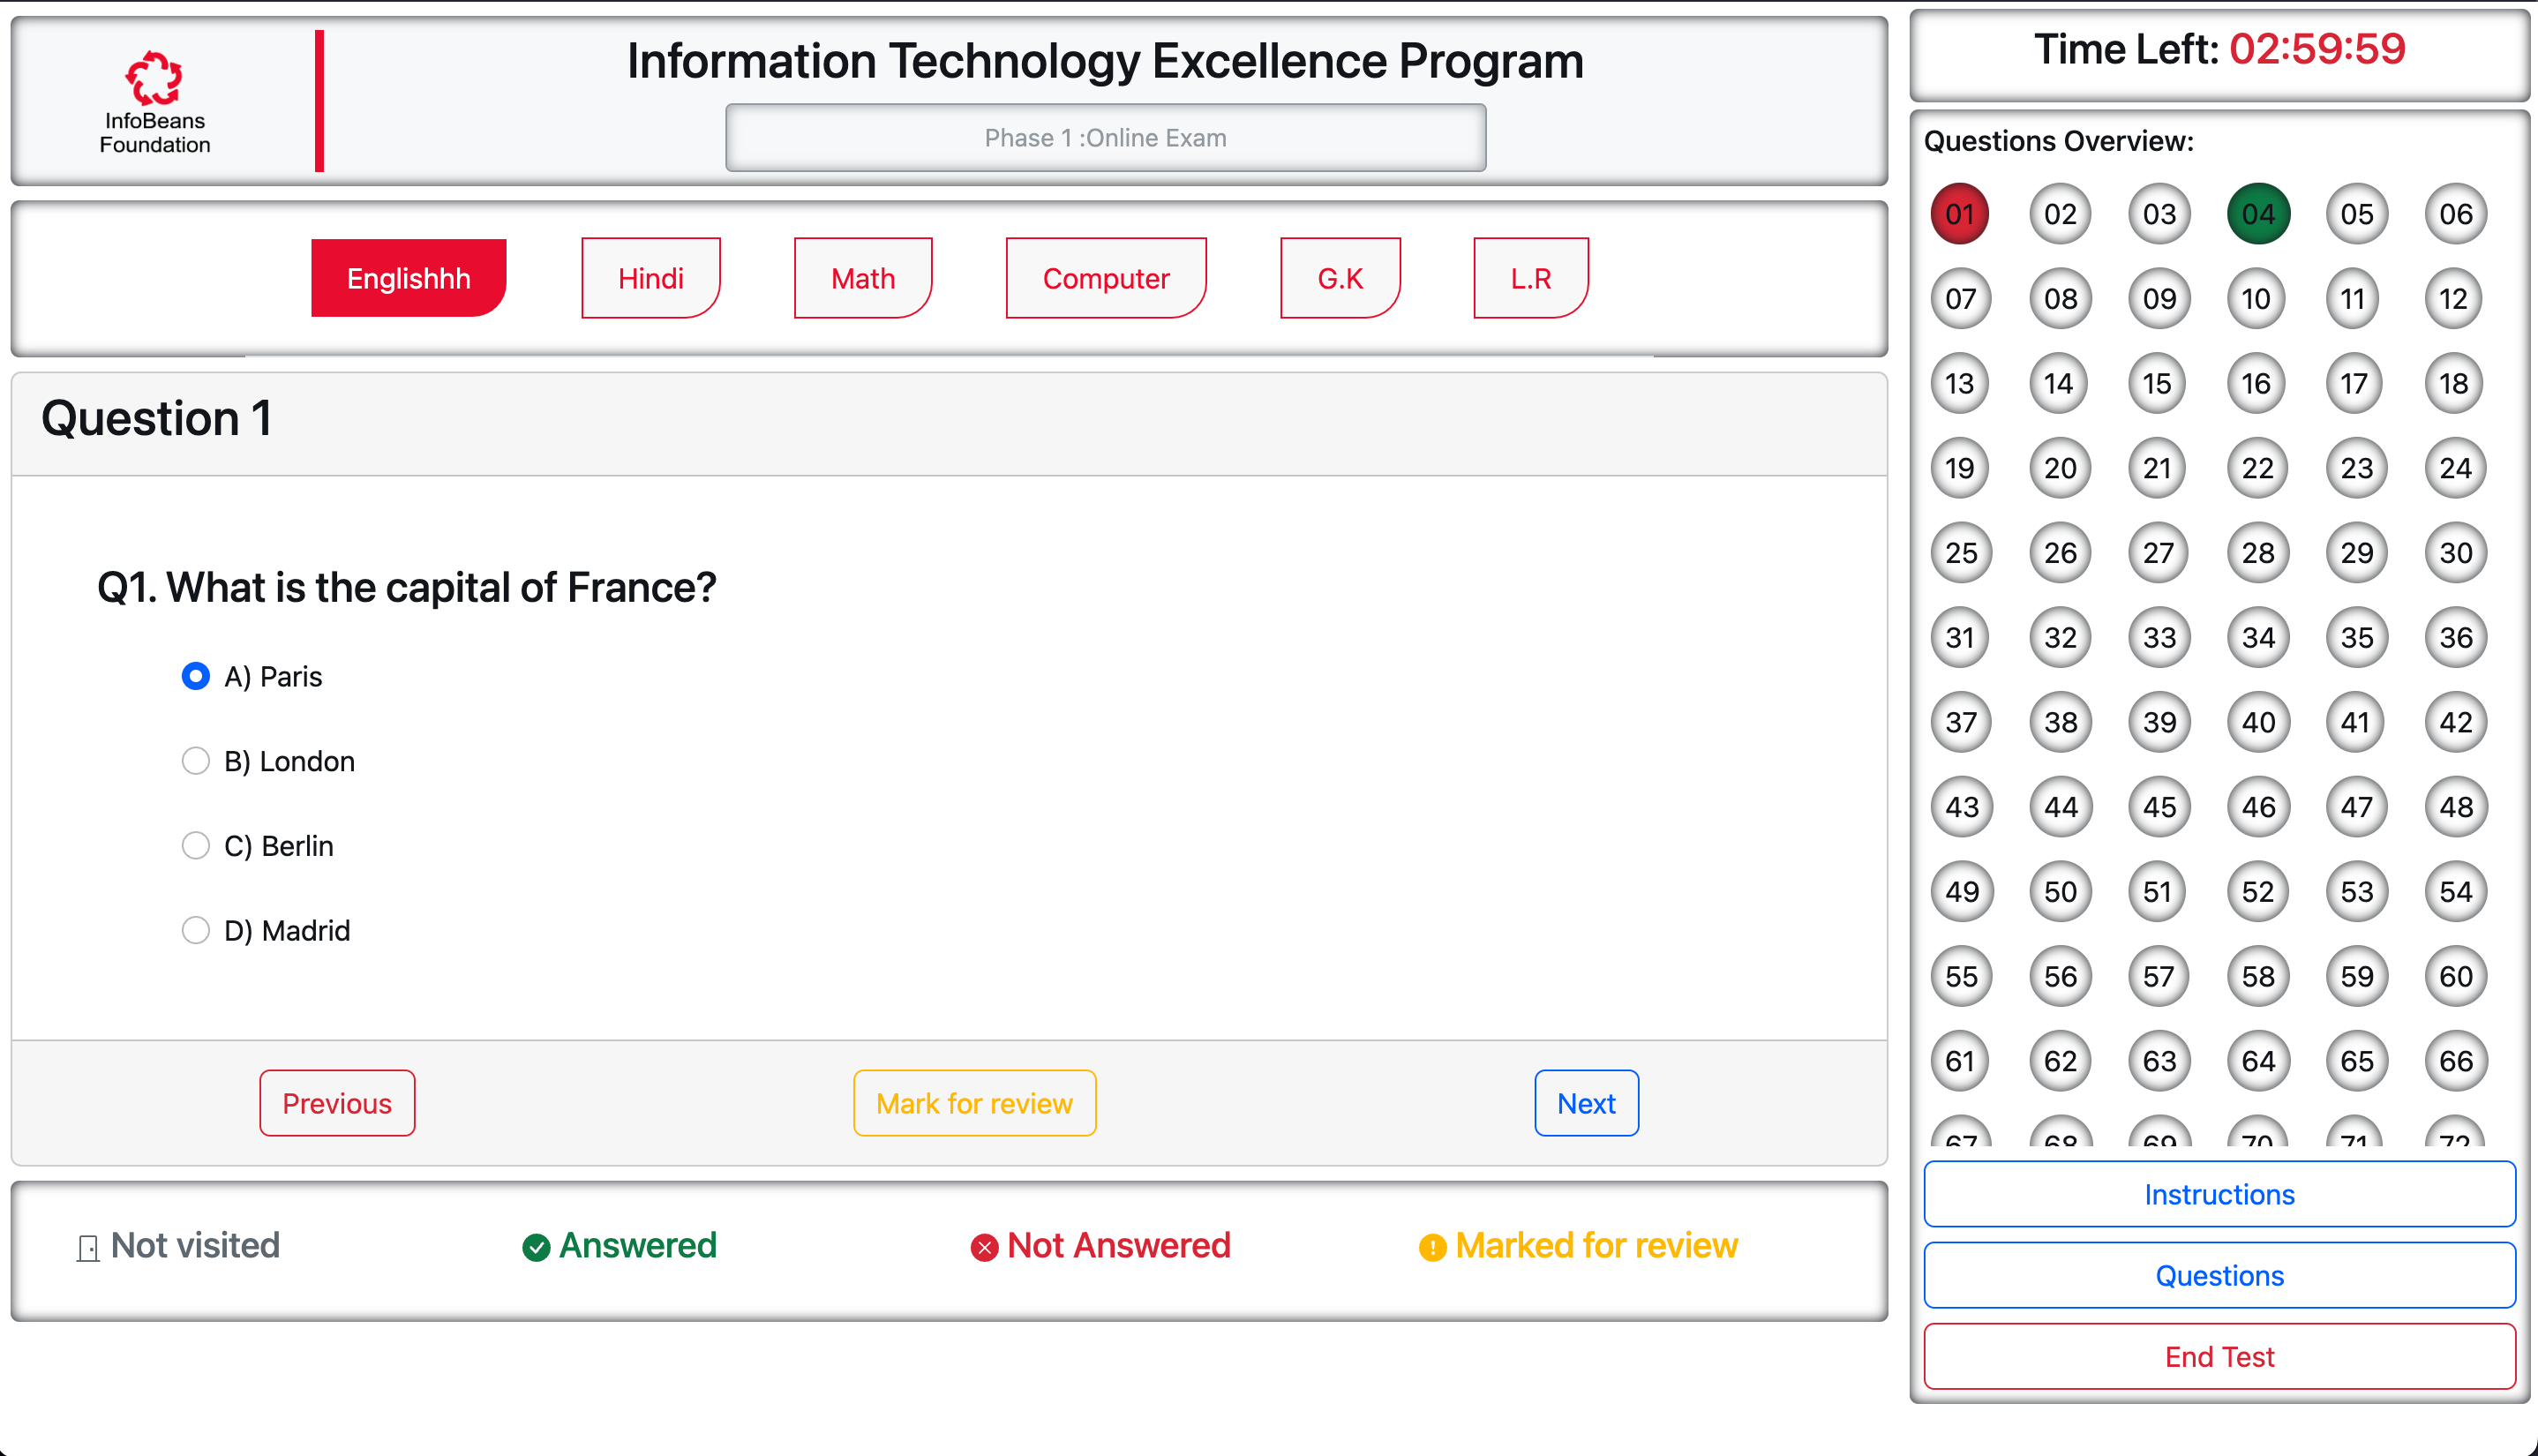 InfoBeans
Foundation
Information Technology Excellence Program
Phase 1 :Online Exam
Englishhh
Hindi
Math
Computer
G.K
L.R
Question 1
Q1. What is the capital of France?
A) Paris
B) London
C) Berlin
D) Madrid
Previous
Mark for review
Next
Not visited
Answered
Not Answered
Marked for review
Time Left: 02:59:59
Questions Overview:
01 02 03 04 05 06
07 08 09 10 11 12
13 14 15 16 17 18
19 20 21 22 23 24
25 26 27 28 29 30
31 32 33 34 35 36
37 38 39 40 41 42
43 44 45 46 47 48
49 50 51 52 53 54
55 56 57 58 59 60
61 62 63 64 65 66
67 68 69 70 71 72
Instructions
Questions
End Test